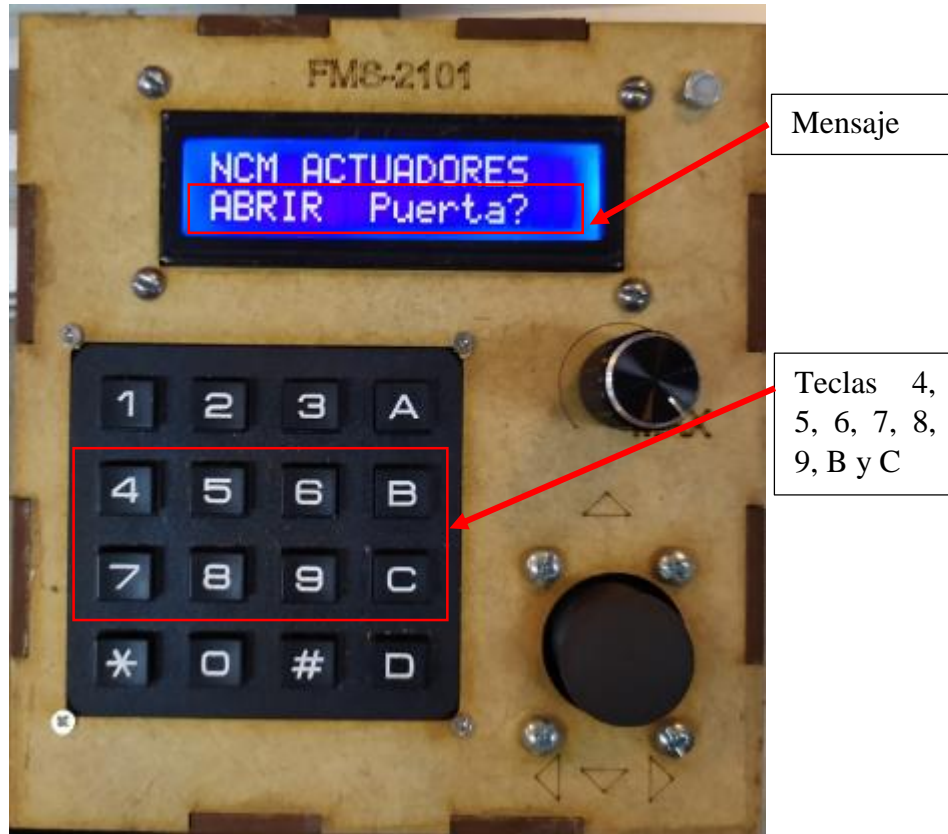 FMS-2101
NCM ACTUADORES
ABRIR Puerta?
Mensaje
1 2 3 A
4 5 6 B
7 8 9 C
* 0 # D
MAX
Teclas 4,
5, 6, 7, 8,
9, B y C